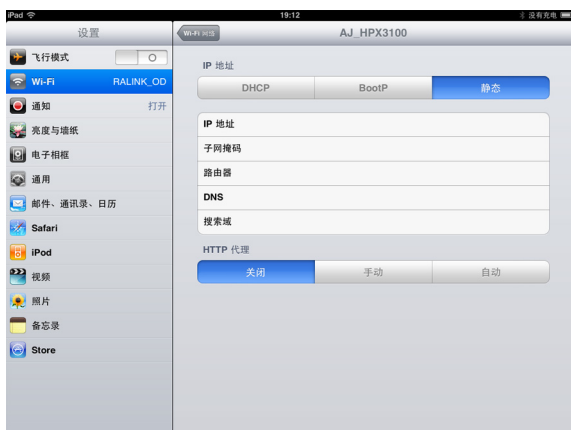 iPad 19:12 没有充电
设置
飞行模式
Wi-Fi RALINK_OD
通知 打开
亮度与墙纸
电子相框
通用
邮件、通讯录、日历
Safari
iPod
视频
照片
备忘录
Store
Wi-Fi 网络 AJ_HPX3100
IP 地址
DHCP BootP 静态
IP 地址
子网掩码
路由器
DNS
搜索域
HTTP 代理
关闭 手动 自动